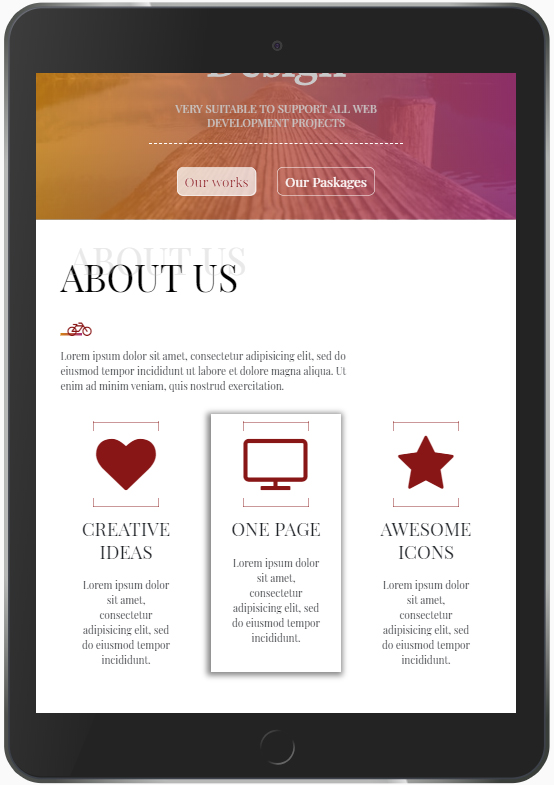 Design
VERY SUITABLE TO SUPPORT ALL WEB
DEVELOPMENT PROJECTS
Our works
Our Paskages
ABOUT US
ABOUT US
Lorem ipsum dolor sit amet, consectetur adipisicing elit, sed do
eiusmod tempor incididunt ut labore et dolore magna aliqua. Ut
enim ad minim veniam, quis nostrud exercitation.
CREATIVE
IDEAS
Lorem ipsum dolor
sit amet,
consectetur
adipisicing elit, sed
do eiusmod tempor
incididunt.
ONE PAGE
Lorem ipsum dolor
sit amet,
consectetur
adipisicing elit, sed
do eiusmod tempor
incididunt.
AWESOME
ICONS
Lorem ipsum dolor
sit amet,
consectetur
adipisicing elit, sed
do eiusmod tempor
incididunt.